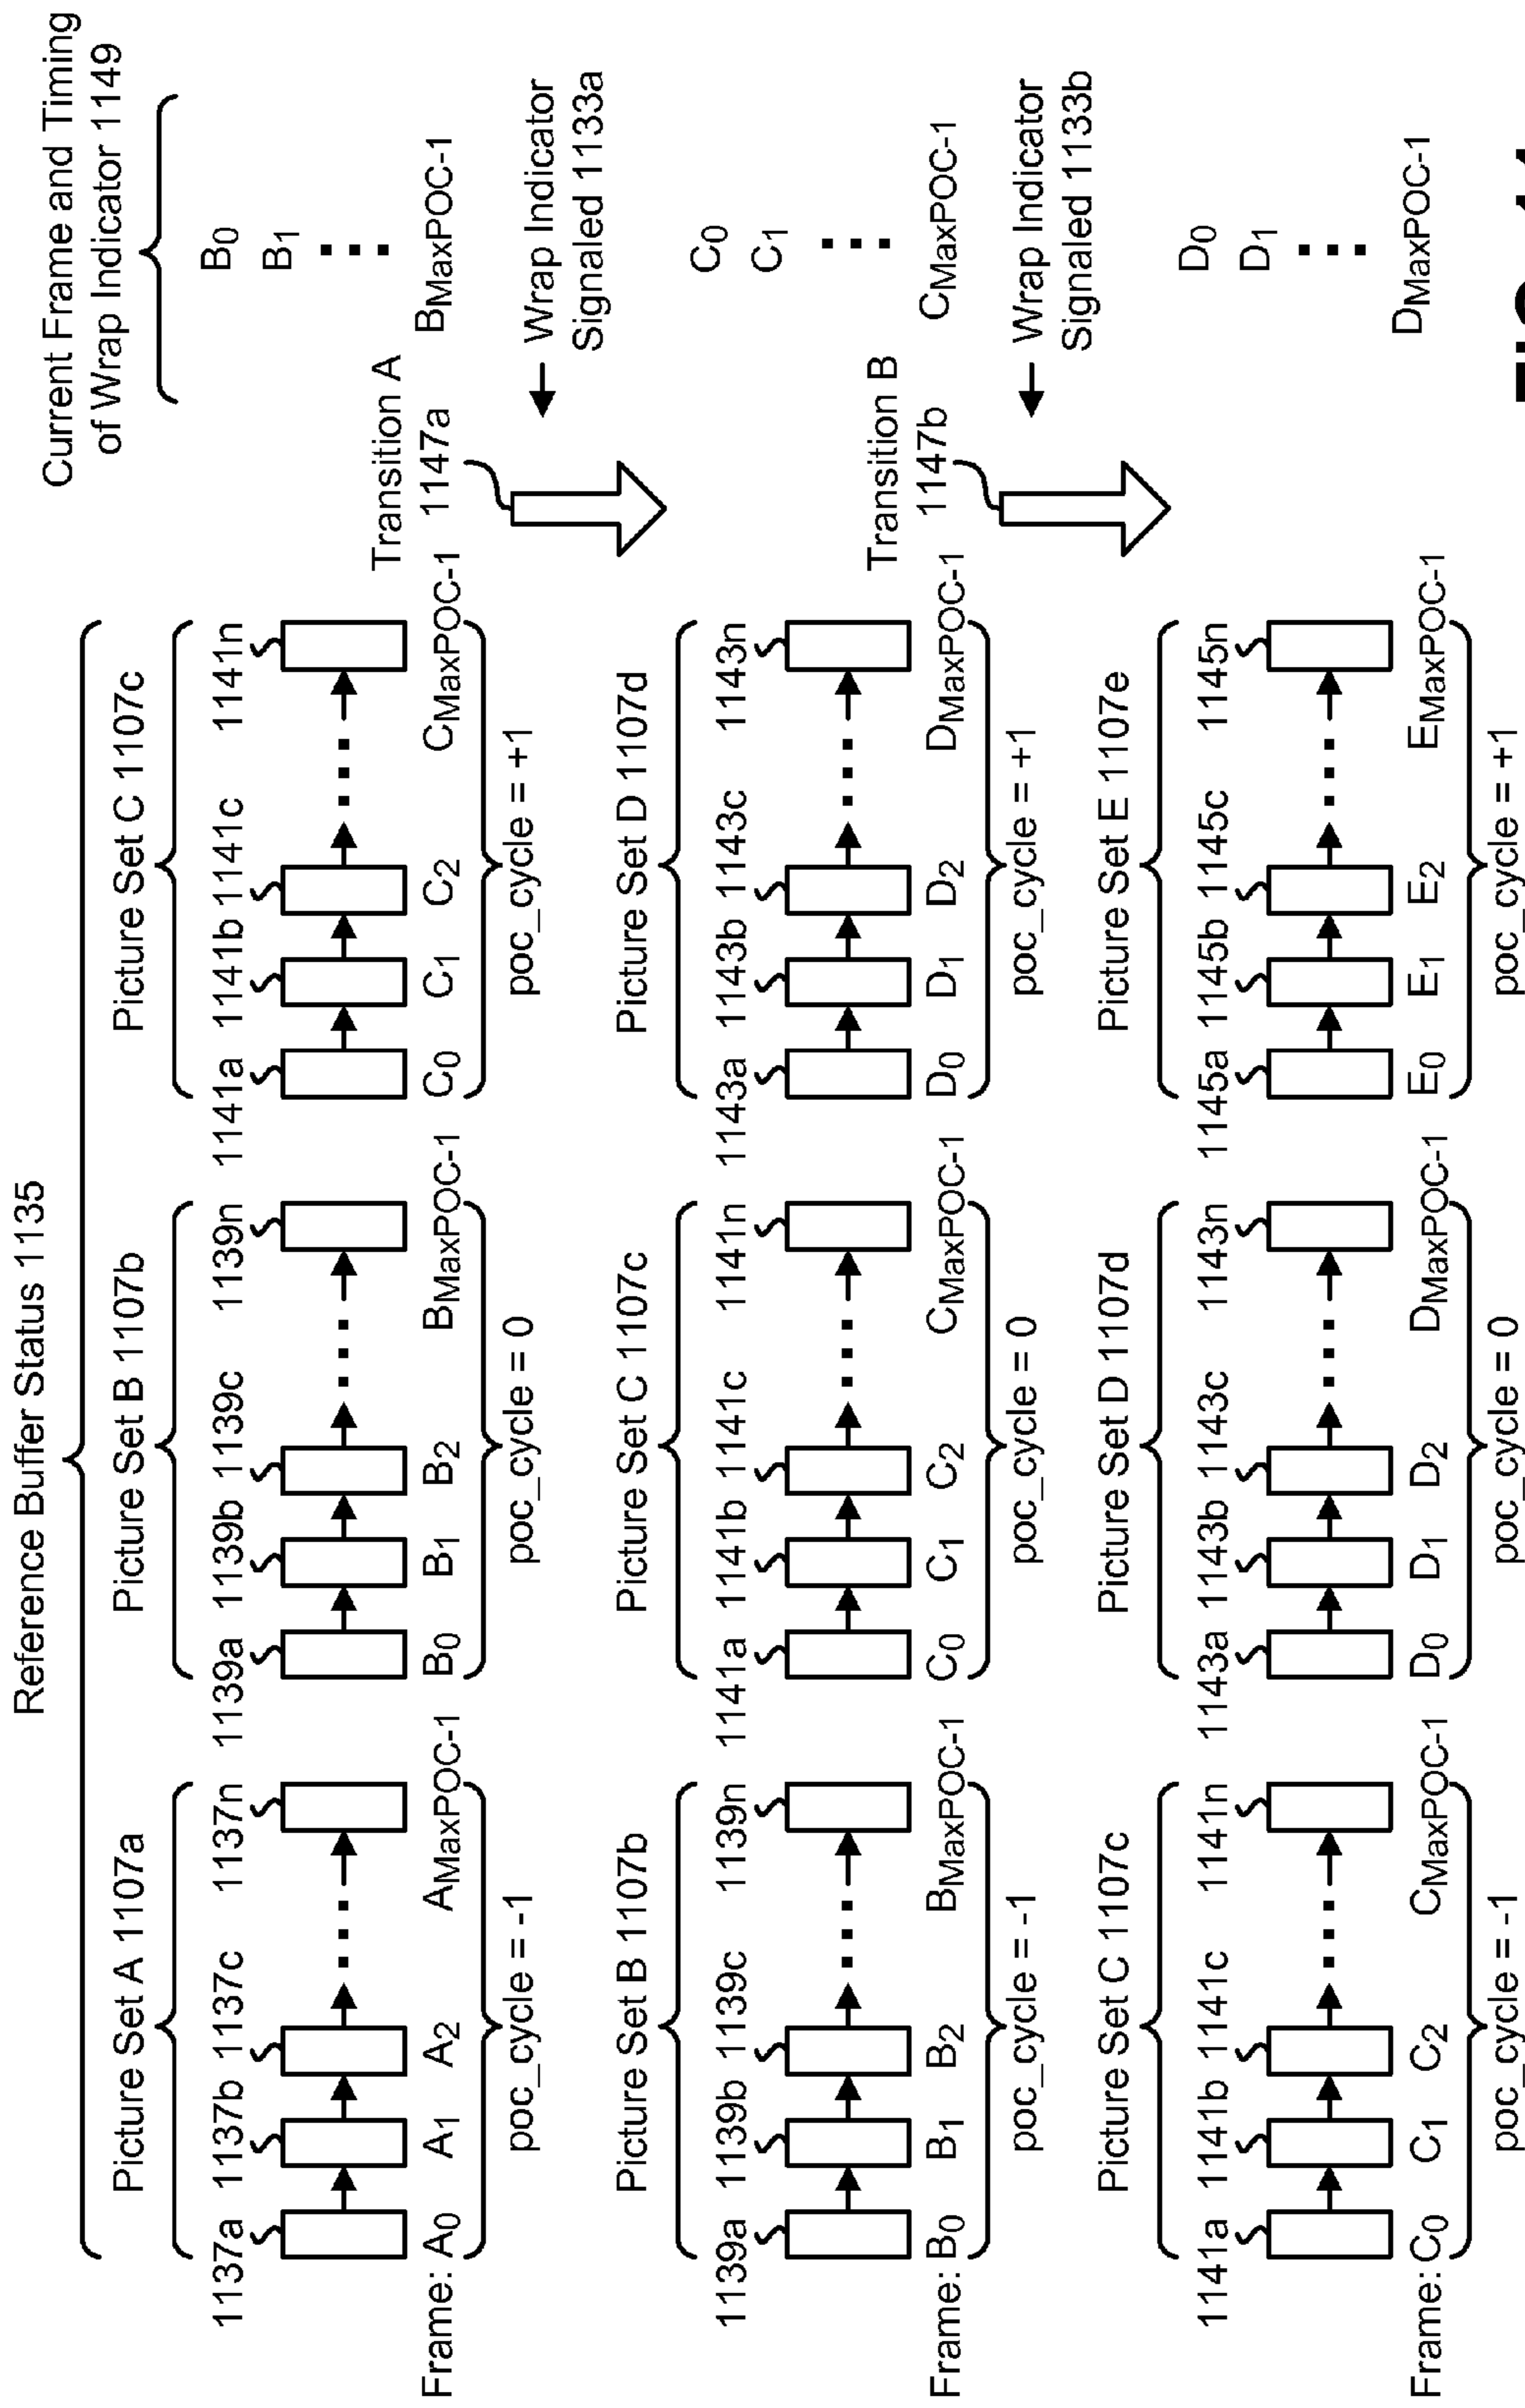 Reference Buffer Status 1135
Current Frame and Timing
of Wrap Indicator 1149
Picture Set A 1107a
Picture Set B 1107b
Picture Set C 1107c
1137a 1137b 1137c 1137n
1139a 1139b 1139c 1139n
1141a 1141b 1141c 1141n
Frame: A0 A1 A2 AMaxPOC-1
B0 B1 B2 BMaxPOC-1
C0 C1 C2 CMaxPOC-1
poc_cycle = -1
poc_cycle = 0
poc_cycle = +1
B0
B1
BMaxPOC-1
Transition A
1147a
Wrap Indicator
Signaled 1133a
Picture Set B 1107b
Picture Set C 1107c
Picture Set D 1107d
1139a 1139b 1139c 1139n
1141a 1141b 1141c 1141n
1143a 1143b 1143c 1143n
Frame: B0 B1 B2 BMaxPOC-1
C0 C1 C2 CMaxPOC-1
D0 D1 D2 DMaxPOC-1
poc_cycle = -1
poc_cycle = 0
poc_cycle = +1
C0
C1
CMaxPOC-1
Transition B
1147b
Wrap Indicator
Signaled 1133b
Picture Set C 1107c
Picture Set D 1107d
Picture Set E 1107e
1141a 1141b 1141c 1141n
1143a 1143b 1143c 1143n
1145a 1145b 1145c 1145n
Frame: C0 C1 C2 CMaxPOC-1
D0 D1 D2 DMaxPOC-1
E0 E1 E2 EMaxPOC-1
poc_cycle = -1
poc_cycle = 0
poc_cycle = +1
D0
D1
DMaxPOC-1